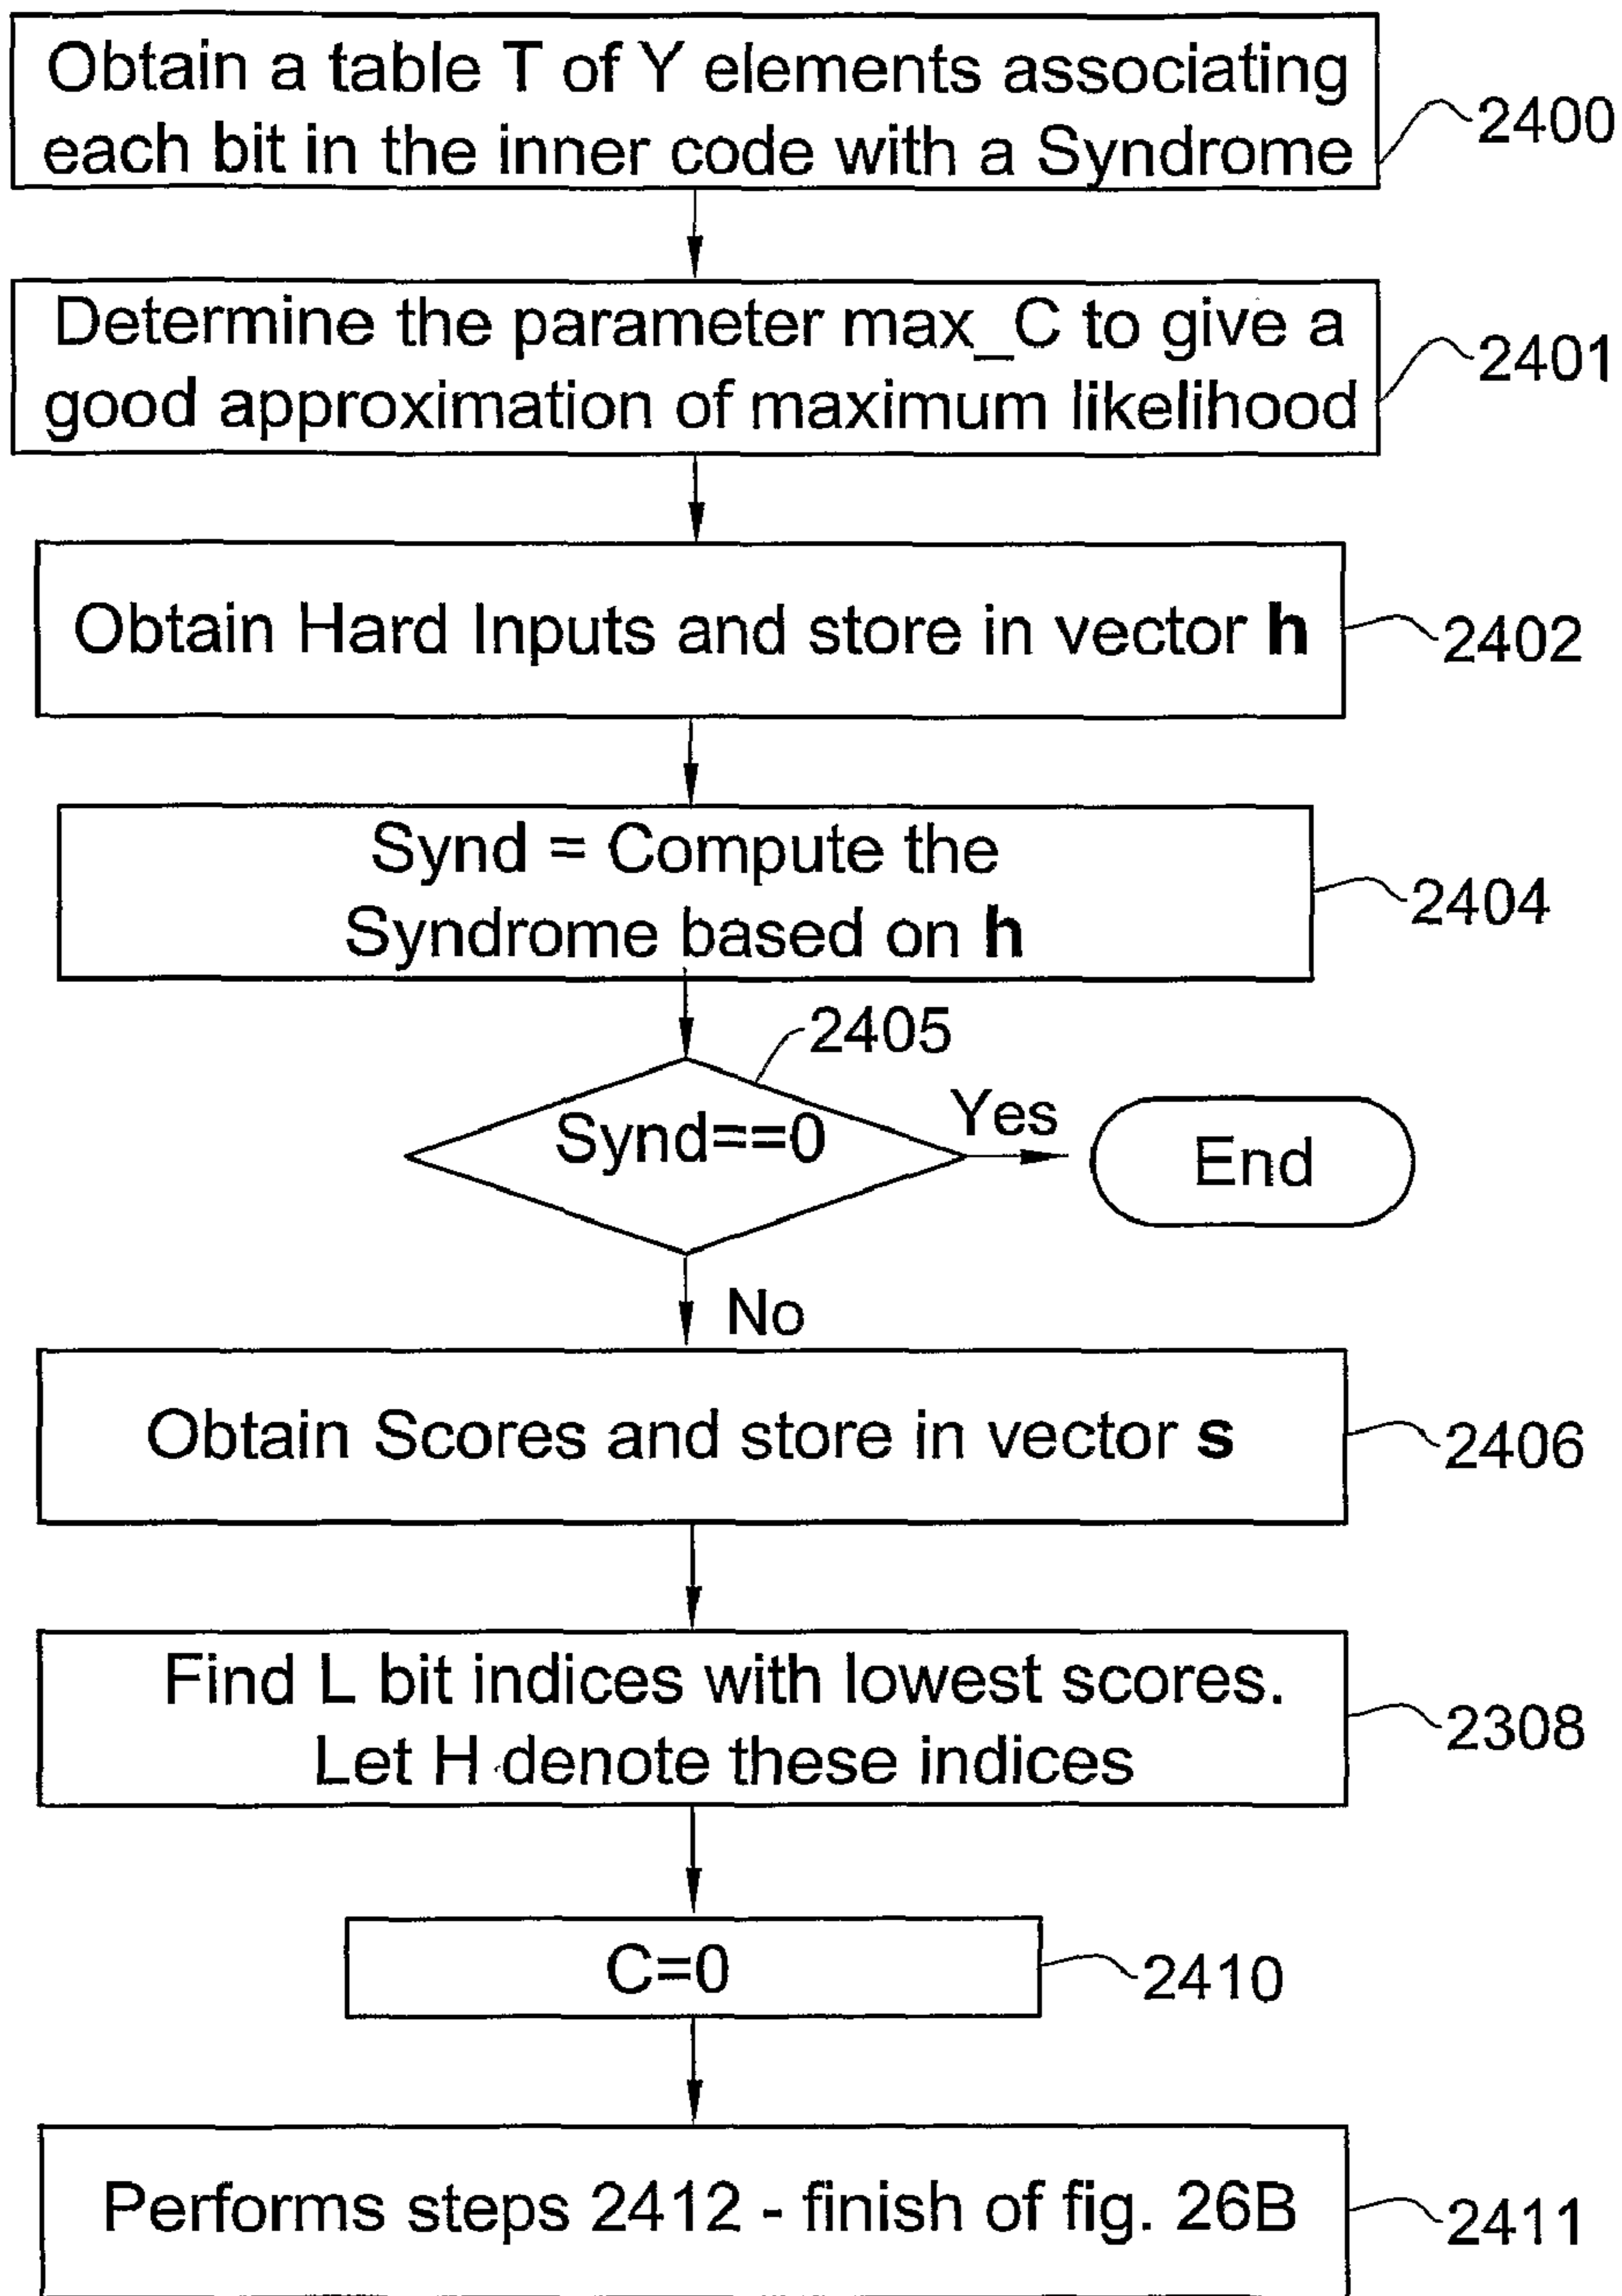 Obtain a table T of Y elements associating
each bit in the inner code with a Syndrome
2400
Determine the parameter max_C to give a
good approximation of maximum likelihood
2401
Obtain Hard Inputs and store in vector h
2402
Synd = Compute the
Syndrome based on h
2404
2405
Synd==0
Yes
End
No
Obtain Scores and store in vector s
2406
Find L bit indices with lowest scores.
Let H denote these indices
2308
C=0
2410
Performs steps 2412 - finish of fig. 26B
2411